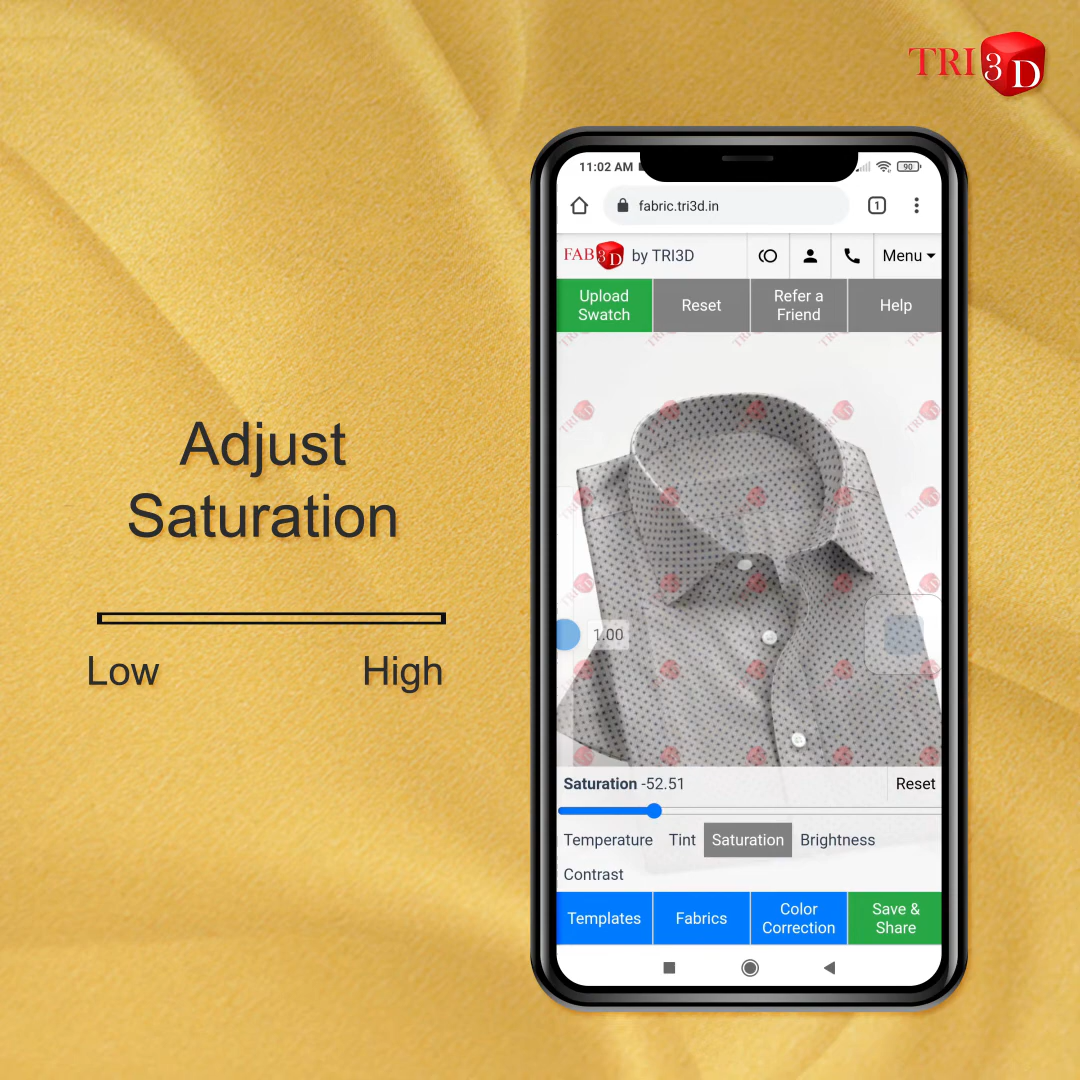 TRI3D
11:02 AM
90
fabric.tri3d.in
1
FAB3D by TRI3D
Menu
Upload
Swatch
Reset
Refer a
Friend
Help
Adjust
Saturation
Low
High
1.00
Saturation -52.51
Reset
Temperature
Tint
Saturation
Brightness
Contrast
Templates
Fabrics
Color
Correction
Save &
Share